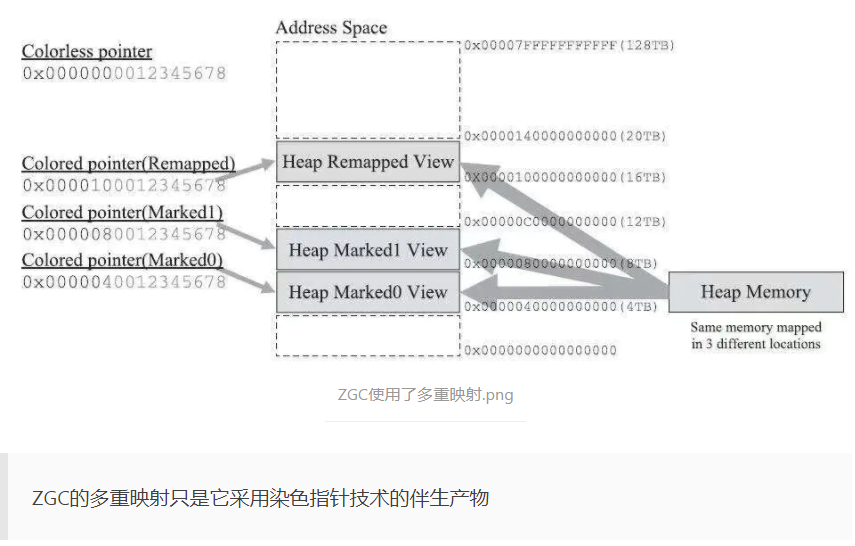 Address Space
0x00007FFFFFFFFFFF(128TB)
Colorless pointer
0x0000000012345678
0x0000140000000000(20TB)
Heap Remapped View
Colored pointer(Remapped)
0x0000100012345678
0x0000100000000000(16TB)
Colored pointer(Marked1)
0x0000080012345678
0x00000C0000000000(12TB)
Heap Marked1 View
Colored pointer(Marked0)
0x0000040012345678
0x0000080000000000(8TB)
Heap Marked0 View
Heap Memory
0x0000040000000000(4TB)
Same memory mapped
in 3 different locations
0x0000000000000000
ZGC使用了多重映射.png
ZGC的多重映射只是它采用染色指针技术的伴生产物